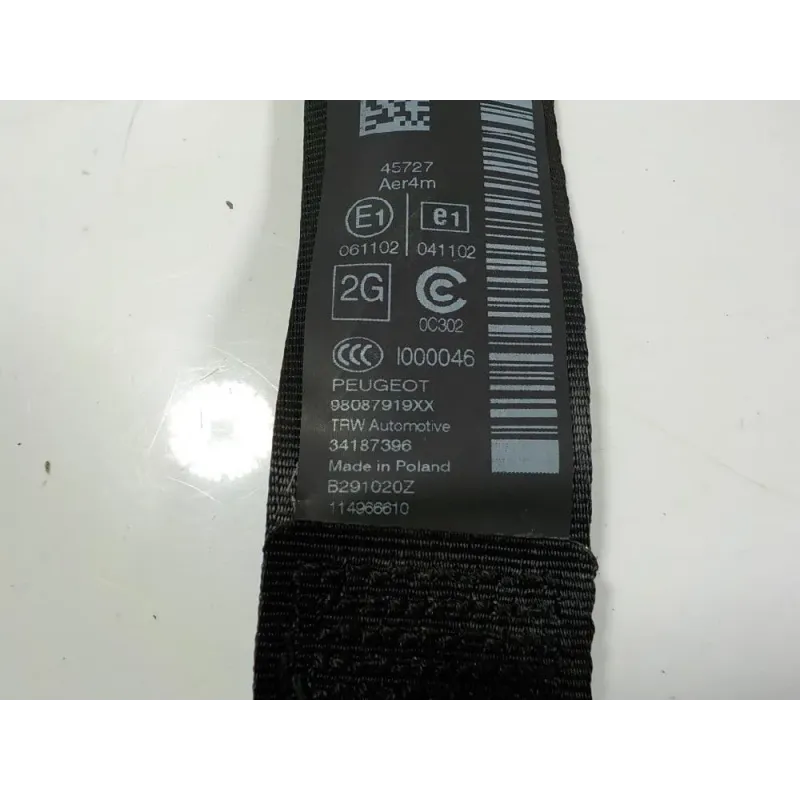 45727
Aer4m
E1 e1
061102 041102
2G
0C302
CCC I000046
PEUGEOT
98087919XX
TRW Automotive
34187396
Made in Poland
B291020Z
114966610